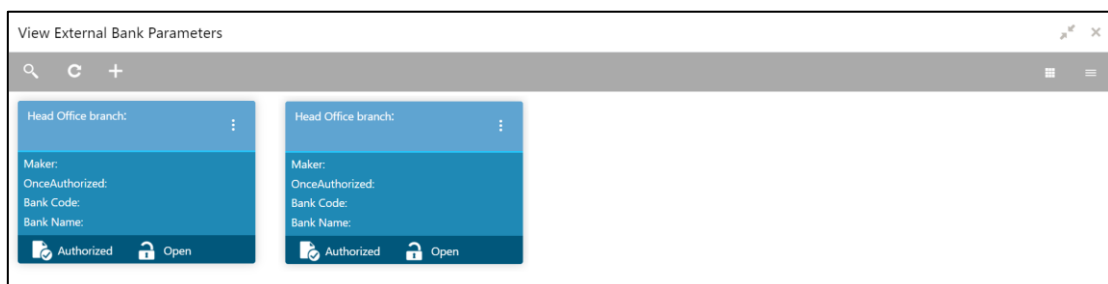 View External Bank Parameters
Head Office branch:
Maker:
OnceAuthorized:
Bank Code:
Bank Name:
Authorized Open
Head Office branch:
Maker:
OnceAuthorized:
Bank Code:
Bank Name:
Authorized Open